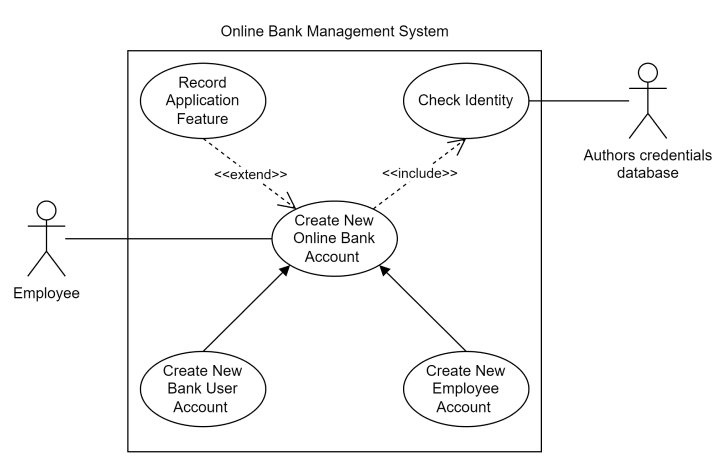 Online Bank Management System
Record
Application
Feature
Check Identity
Authors credentials
database
<<extend>>
<<include>>
Create New
Online Bank
Account
Employee
Create New
Bank User
Account
Create New
Employee
Account